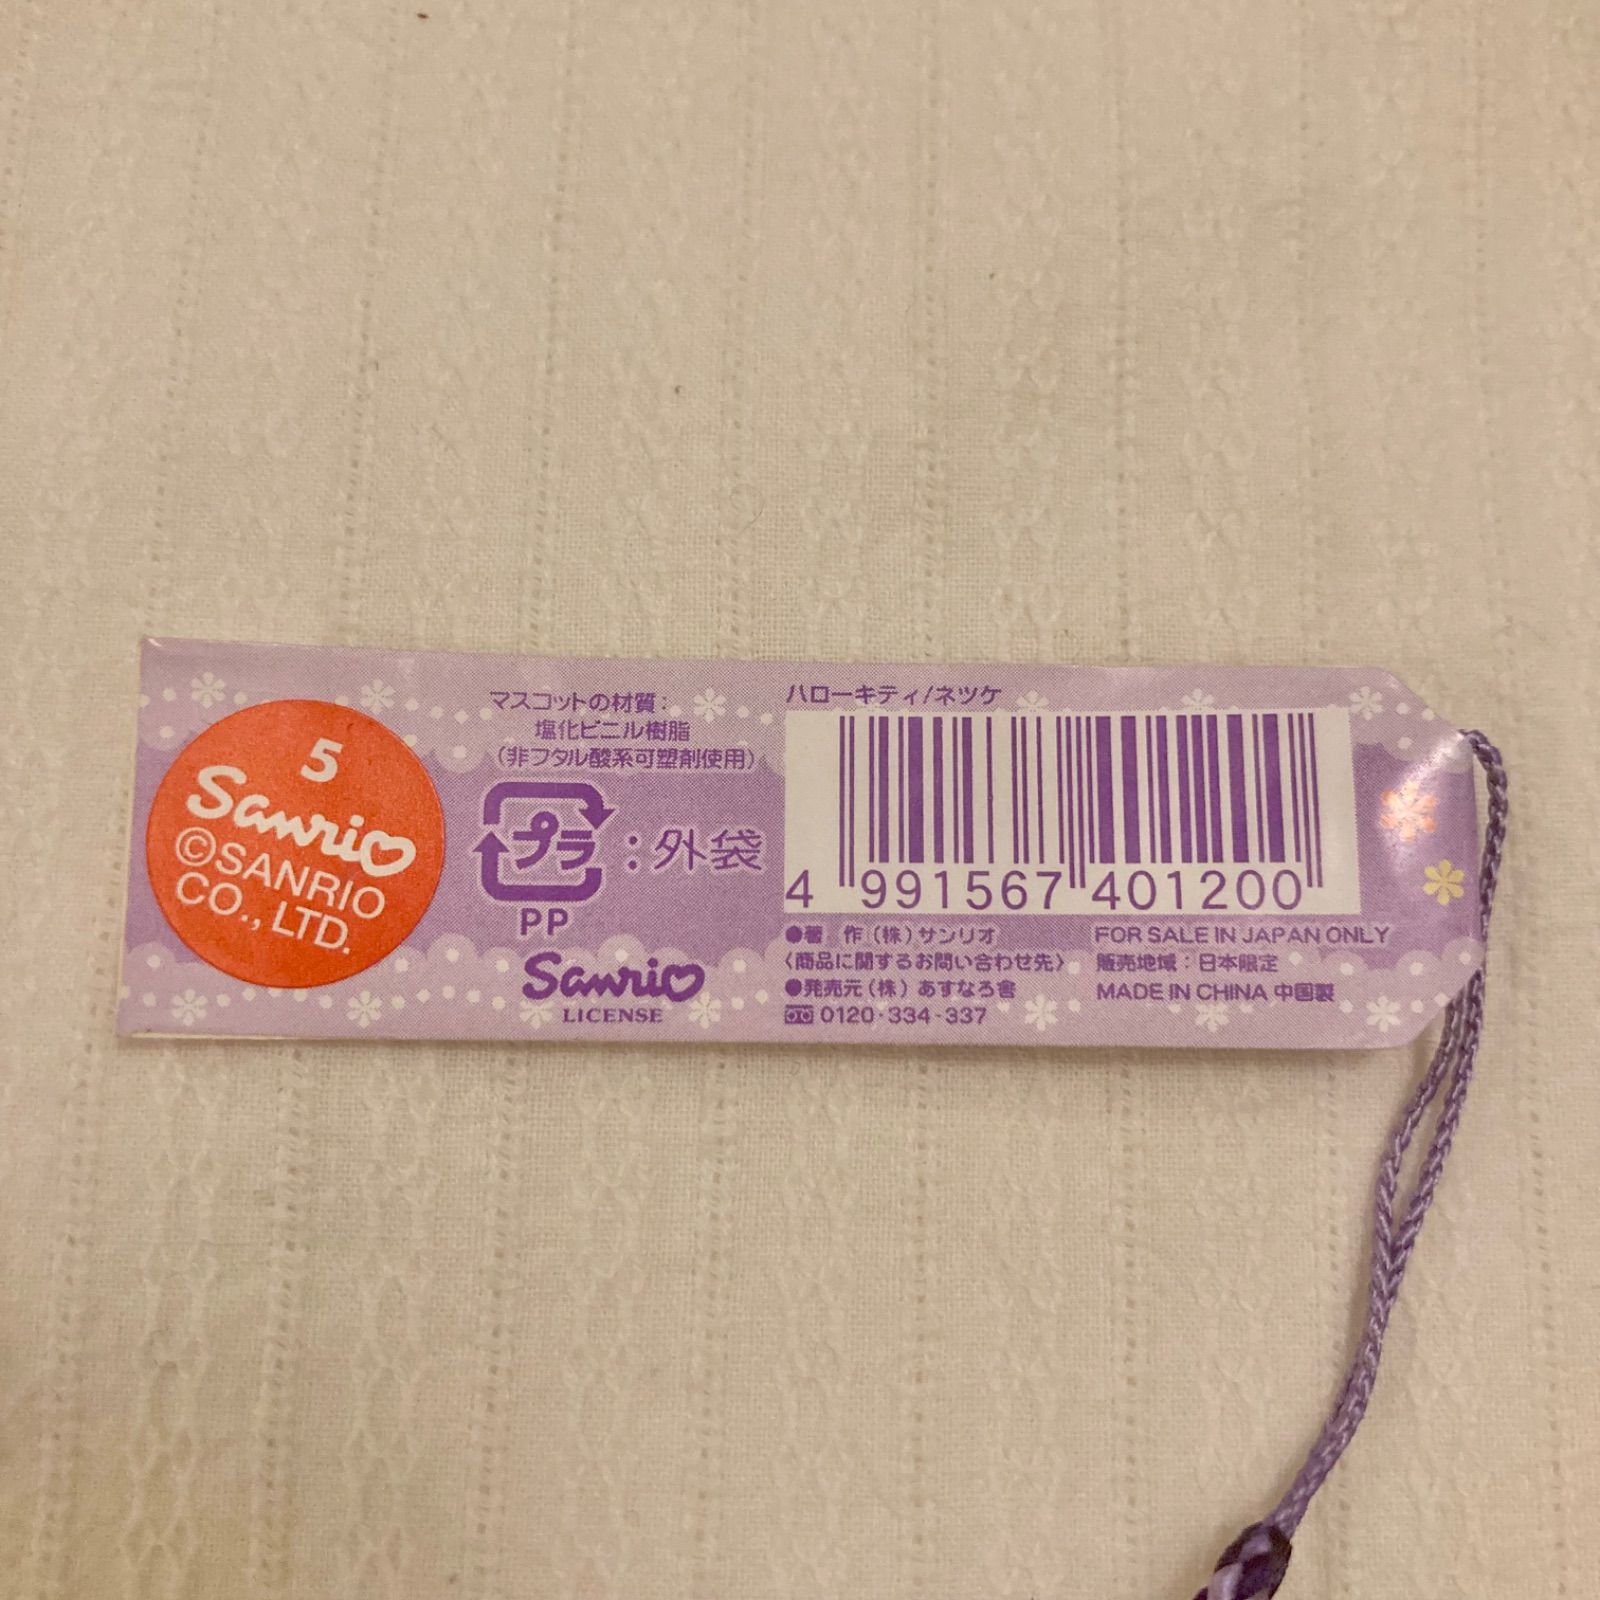 5
Sanrio
©SANRIO
CO., LTD.
マスコットの材質：
塩化ビニル樹脂
（非フタル酸系可塑剤使用）
プラ：外袋
PP
Sanrio
LICENSE
ハローキティ/ネツケ
4 991567 401200
●著　作（株）サンリオ
〈商品に関するお問い合わせ先〉
●発売元（株）あすなろ舎
0120・334-337
FOR SALE IN JAPAN ONLY
販売地域：日本限定
MADE IN CHINA 中国製